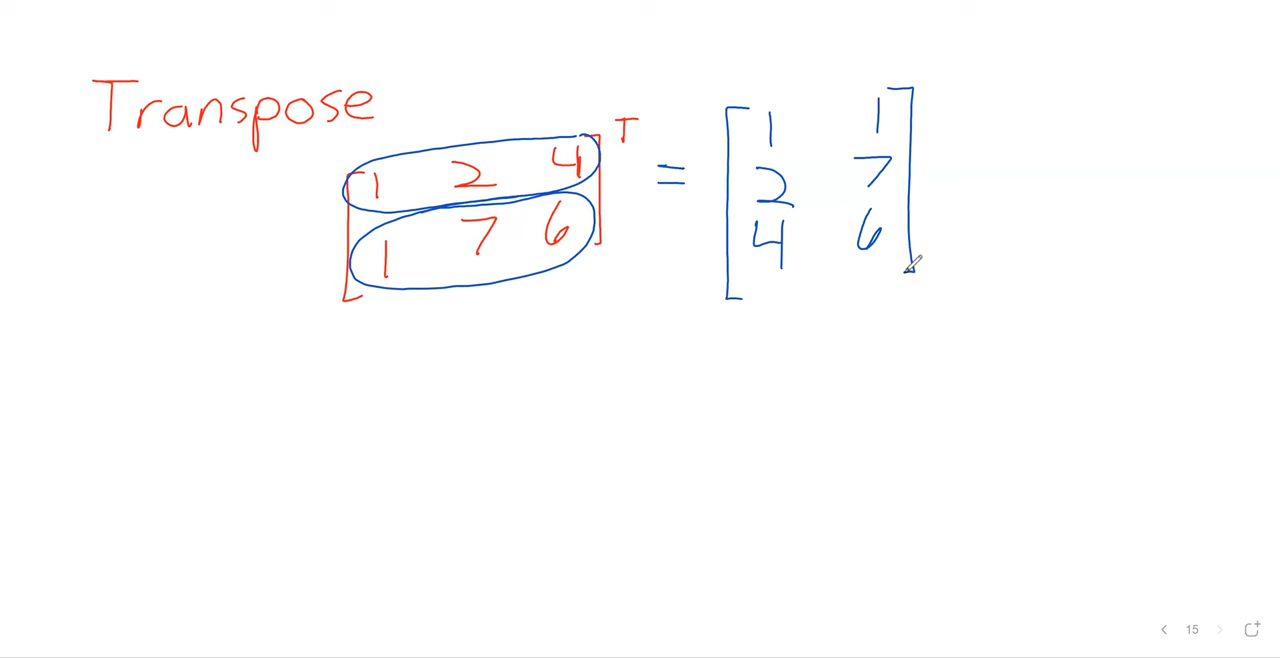 Transpose
[1 2 4
1 7 6]ᵀ = [1 1
2 7
4 6]
15